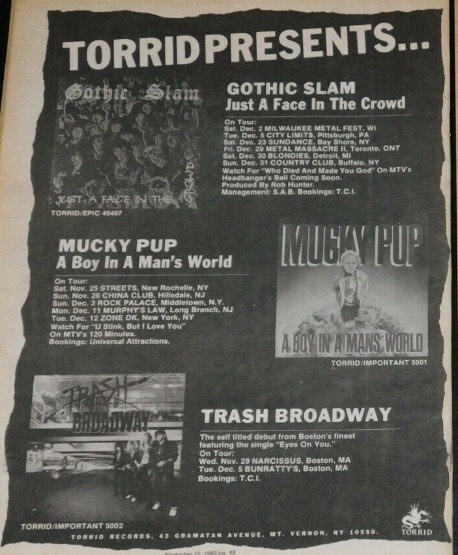 TORRID PRESENTS...
Gothic Slam
JUST A FACE IN THE CROWD
TORRID/EPIC 45407
GOTHIC SLAM
Just A Face In The Crowd
On Tour:
Sat. Dec. 2 MILWAUKEE METAL FEST, WI
Tue. Dec. 5 CITY LIMITS, Pittsburgh, PA
Sat. Dec. 23 SUNDANCE, Bay Shore, NY
Fri. Dec. 29 METAL MASSACRE II, Toronto, ONT
Sat. Dec. 30 BLONDIES, Detroit, MI
Sun. Dec. 31 COUNTRY CLUB, Buffalo, NY
Watch For "Who Died And Made You God" On MTV's
Headbanger's Ball Coming Soon.
Produced By Rob Hunter.
Management: S.A.B. Bookings: T.C.I.
MUCKY PUP
A Boy In A Man's World
On Tour:
Sat. Nov. 25 STREETS, New Rochelle, NY
Sun. Nov. 26 CHINA CLUB, Hillsdale, NJ
Sun. Dec. 3 ROCK PALACE, Middletown, N.Y.
Mon. Dec. 11 MURPHY'S LAW, Long Branch, NJ
Tue. Dec. 12 ZONE DK, New York, NY
Watch For "U Stink, But I Love You"
On MTV's 120 Minutes.
Bookings: Universal Attractions.
MUCKY PUP
A BOY IN A MANS WORLD
TORRID/IMPORTANT 5001
TRASH
BROADWAY
TORRID/IMPORTANT 5002
TRASH BROADWAY
The self titled debut from Boston's finest
featuring the single "Eyes On You."
On Tour:
Wed. Nov. 29 NARCISSUS, Boston, MA
Tue. Dec. 5 BUNRATTY'S, Boston, MA
Bookings: T.C.I.
TORRID RECORDS, 43 GRAMATAN AVENUE, MT. VERNON, NY 10550.
TORRID